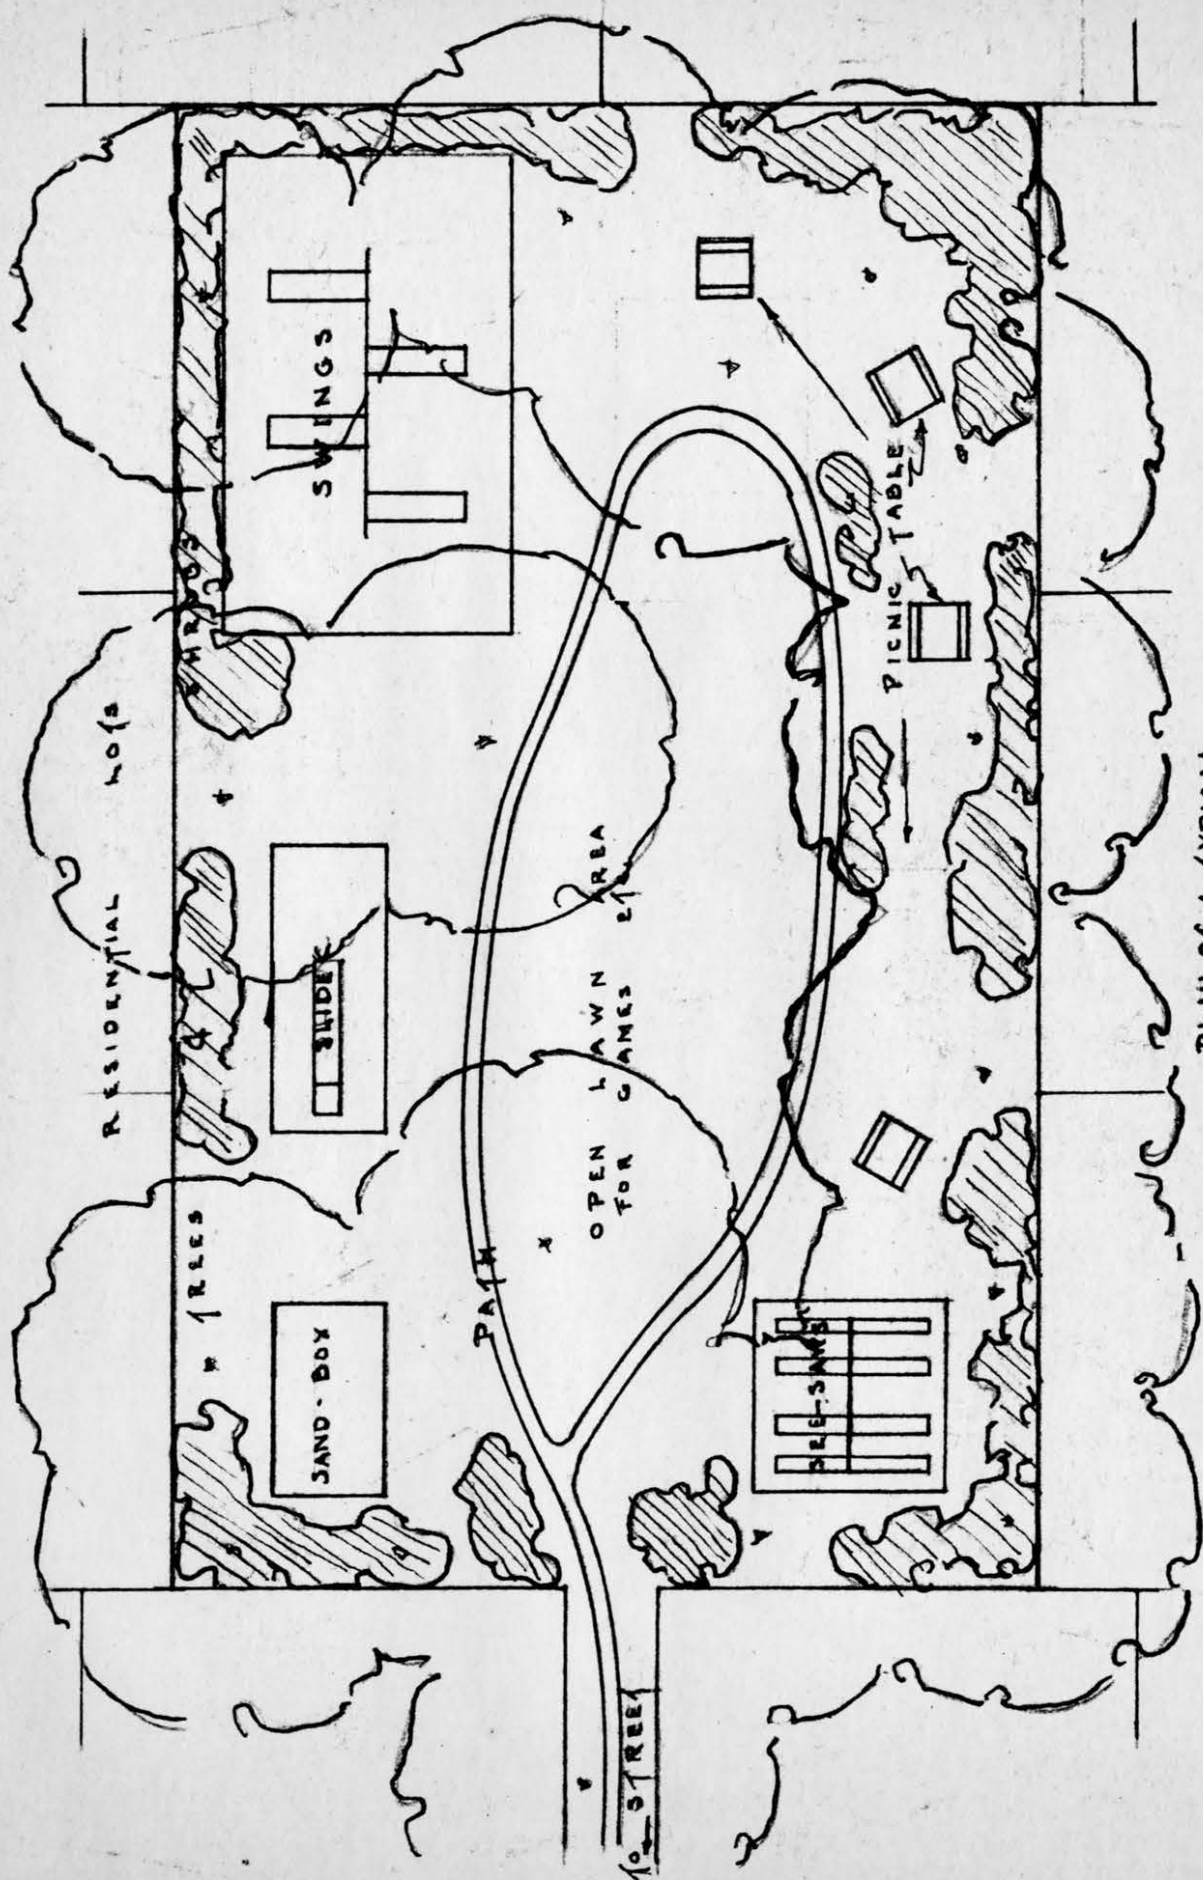 RESIDENTIAL LOTS
TREES
SHRUBS
SAND-BOX
SLIDE
SWINGS
PATH
OPEN LAWN AREA
FOR GAMES ETC.
SEE-SAWS
PICNIC TABLE
TO STREET